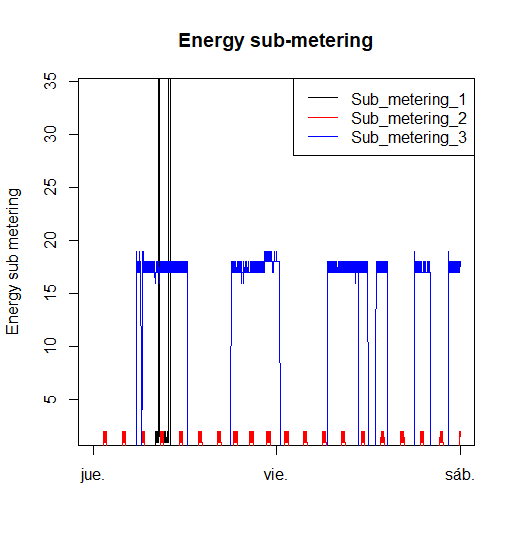 Energy sub-metering
Sub_metering_1
Sub_metering_2
Sub_metering_3
Energy sub metering
35
30
25
20
15
10
5
jue.
vie.
sáb.